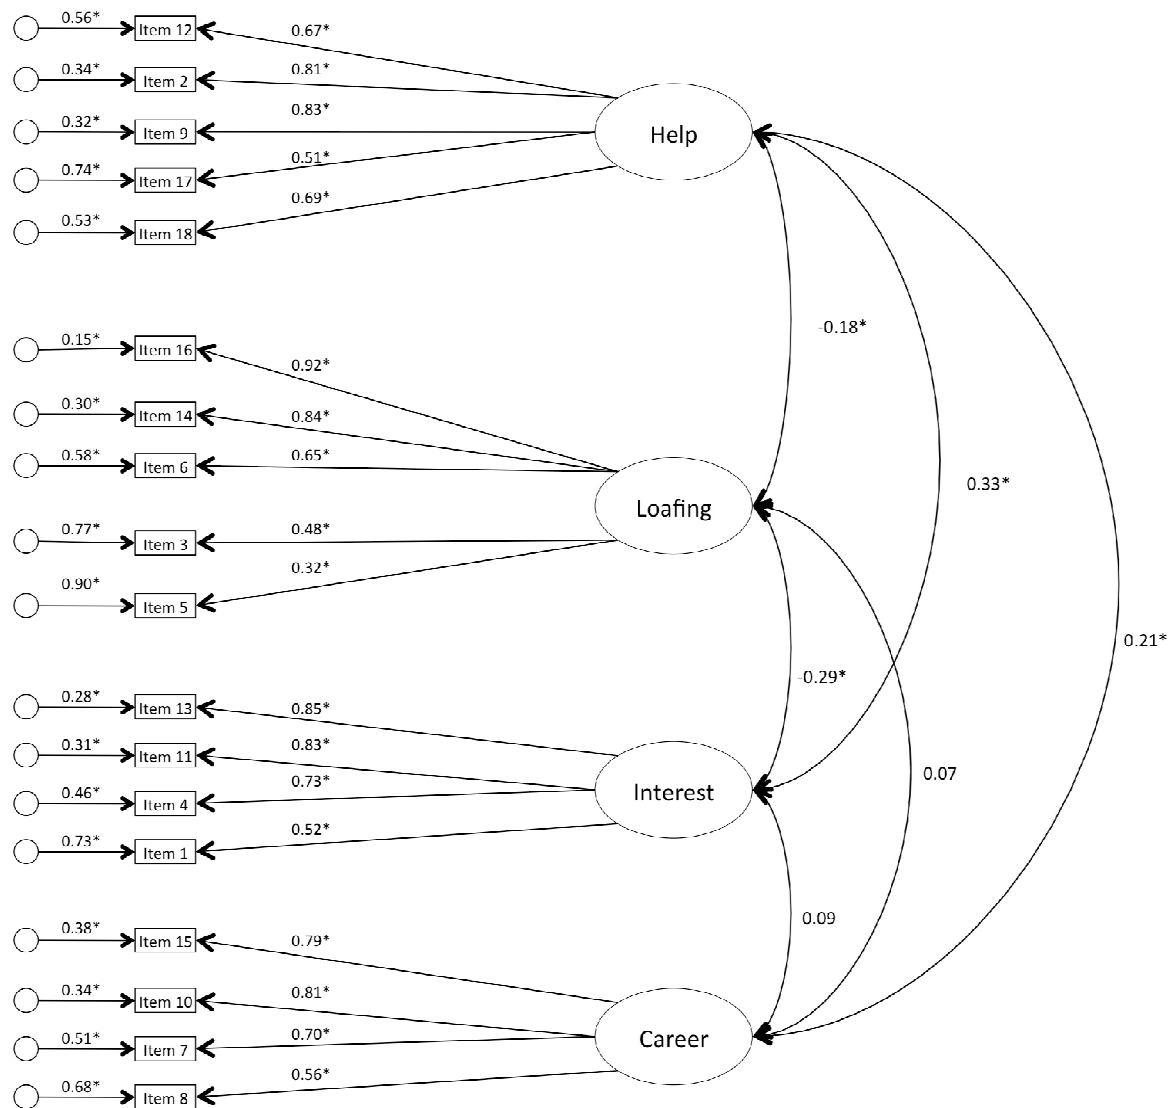 0.56*
Item 12
0.67*
0.34*
Item 2
0.81*
0.32*
Item 9
0.83*
0.74*
Item 17
0.51*
0.53*
Item 18
0.69*
Help
0.15*
Item 16
0.92*
0.30*
Item 14
0.84*
0.58*
Item 6
0.65*
0.77*
Item 3
0.48*
0.90*
Item 5
0.32*
Loafing
0.28*
Item 13
0.85*
0.31*
Item 11
0.83*
0.46*
Item 4
0.73*
0.73*
Item 1
0.52*
Interest
0.38*
Item 15
0.79*
0.34*
Item 10
0.81*
0.51*
Item 7
0.70*
0.68*
Item 8
0.56*
Career
-0.18*
0.33*
0.21*
-0.29*
0.07
0.09